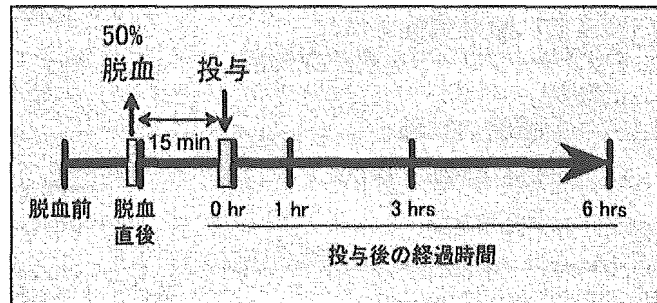 50%
脱血
投与
15 min
脱血前
脱血
直後
0 hr
1 hr
3 hrs
6 hrs
投与後の経過時間